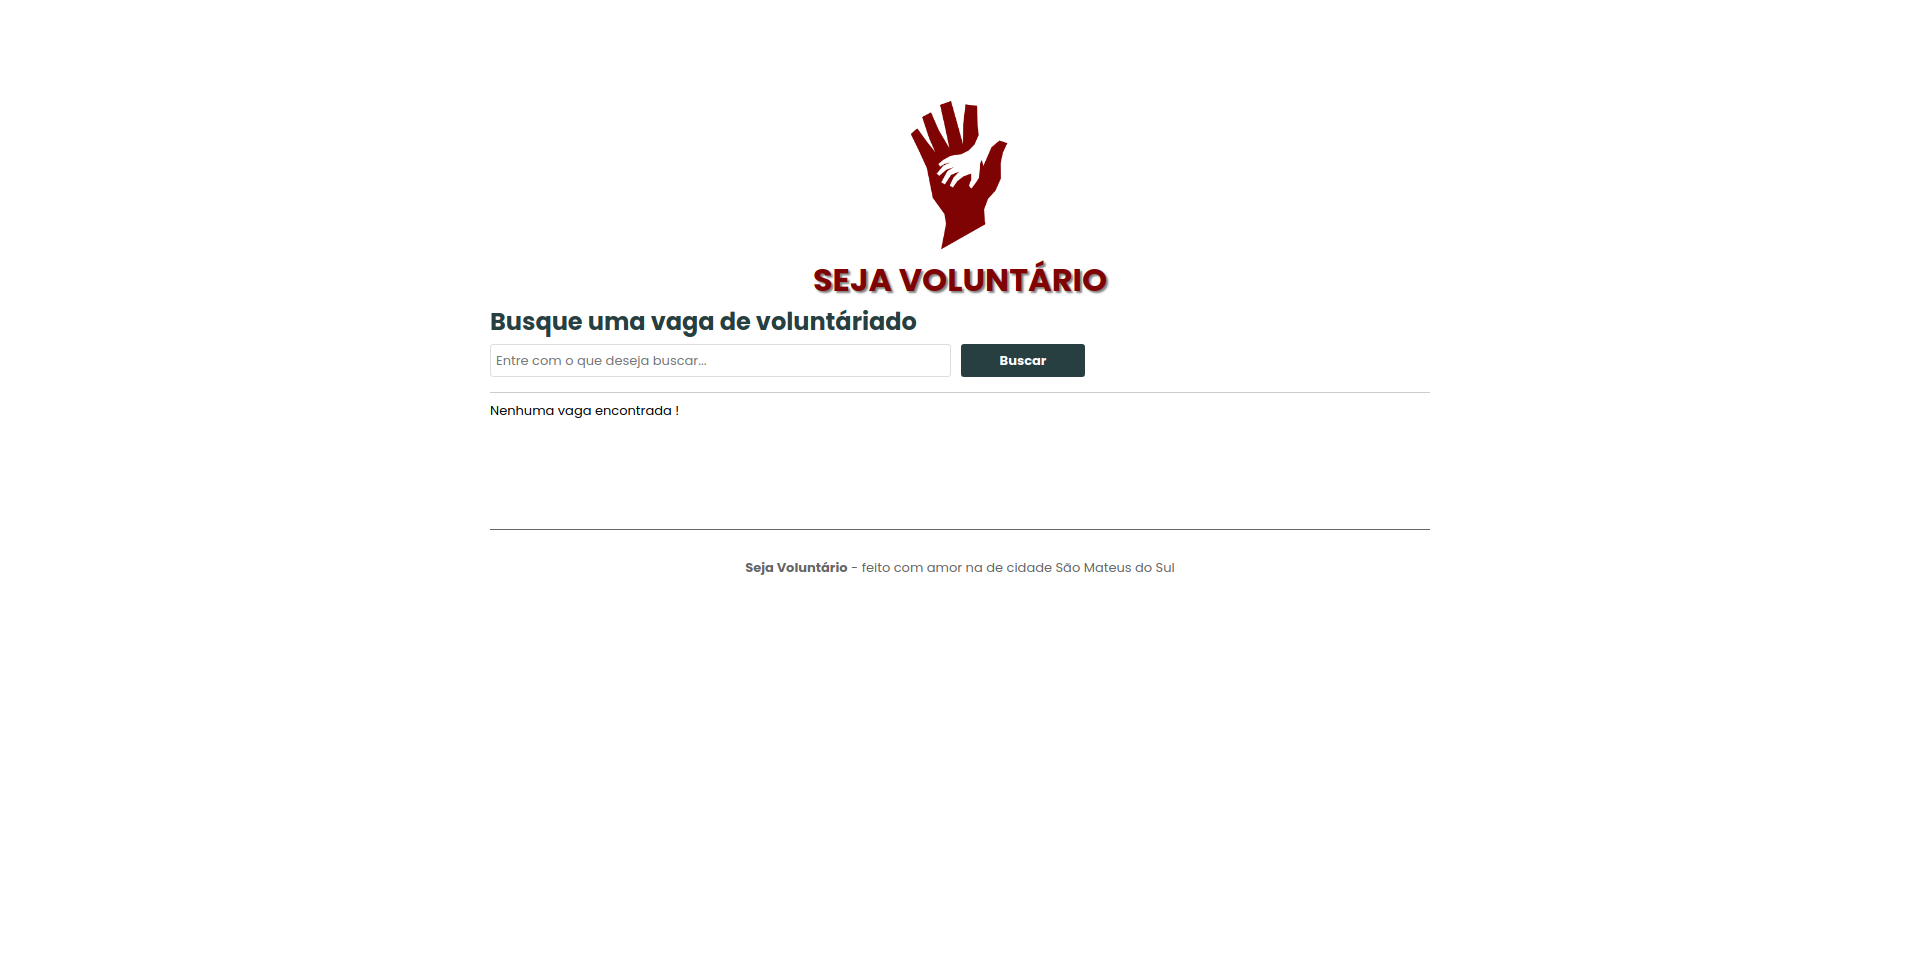 SEJA VOLUNTÁRIO
Busque uma vaga de voluntáriado
Entre com o que deseja buscar...
Buscar
Nenhuma vaga encontrada !
Seja Voluntário - feito com amor na de cidade São Mateus do Sul